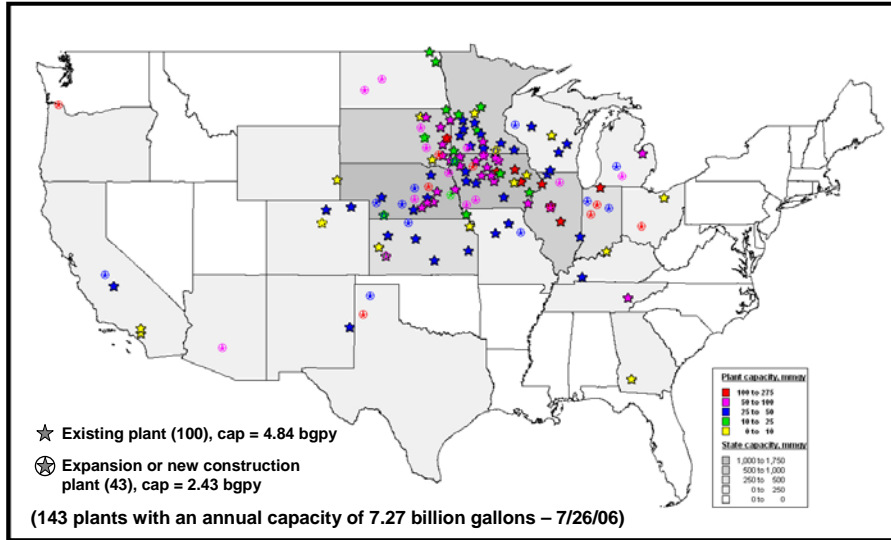 Existing plant (100), cap = 4.84 bgpy
Expansion or new construction
plant (43), cap = 2.43 bgpy
(143 plants with an annual capacity of 7.27 billion gallons – 7/26/06)
Plant capacity, mmgy
100 to 275
50 to 100
25 to 50
10 to 25
0 to 10
State capacity, mmgy
1,000 to 1,750
500 to 1,000
250 to 500
0 to 250
0 to 0